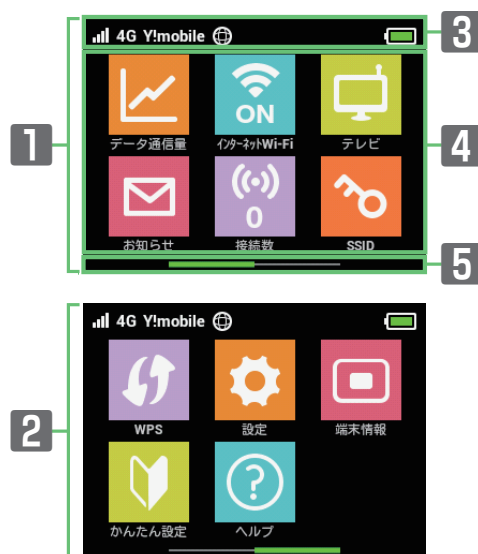 4G Y!mobile
3
ON
1
データ通信量 インターネットWi-Fi テレビ
4
0
お知らせ 接続数 SSID
5
4G Y!mobile
WPS 設定 端末情報
2
?
かんたん設定 ヘルプ